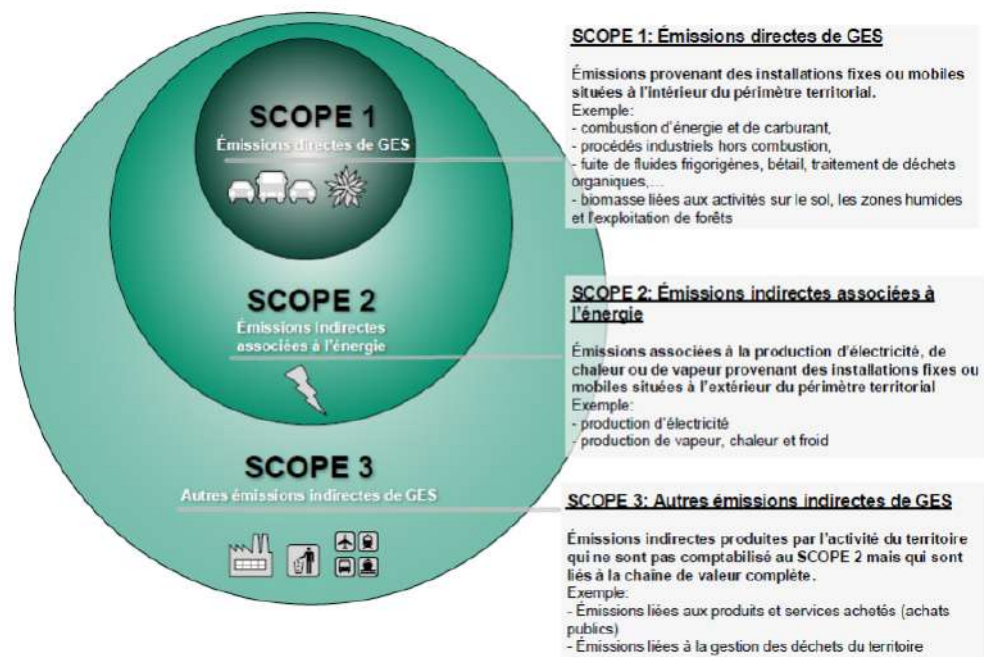 SCOPE 1
Émissions directes de GES
SCOPE 2
Émissions Indirectes
associées à l'énergie
SCOPE 3
Autres émissions indirectes de GES
SCOPE 1: Émissions directes de GES
Émissions provenant des installations fixes ou mobiles
situées à l'intérieur du périmètre territorial.
Exemple:
- combustion d'énergie et de carburant,
- procédés industriels hors combustion,
- fuite de fluides frigorigènes, bétail, traitement de déchets
organiques,...
- biomasse liées aux activités sur le sol, les zones humides
et l'exploitation de forêts
SCOPE 2: Émissions indirectes associées à
l'énergie
Émissions associées à la production d'électricité, de
chaleur ou de vapeur provenant des installations fixes ou
mobiles situées à l'extérieur du périmètre territorial
Exemple:
- production d'électricité
- production de vapeur, chaleur et froid
SCOPE 3: Autres émissions indirectes de GES
Émissions indirectes produites par l'activité du territoire
qui ne sont pas comptabilisé au SCOPE 2 mais qui sont
liés à la chaîne de valeur complète.
Exemple:
- Émissions liées aux produits et services achetés (achats
publics)
- Émissions liées à la gestion des déchets du territoire